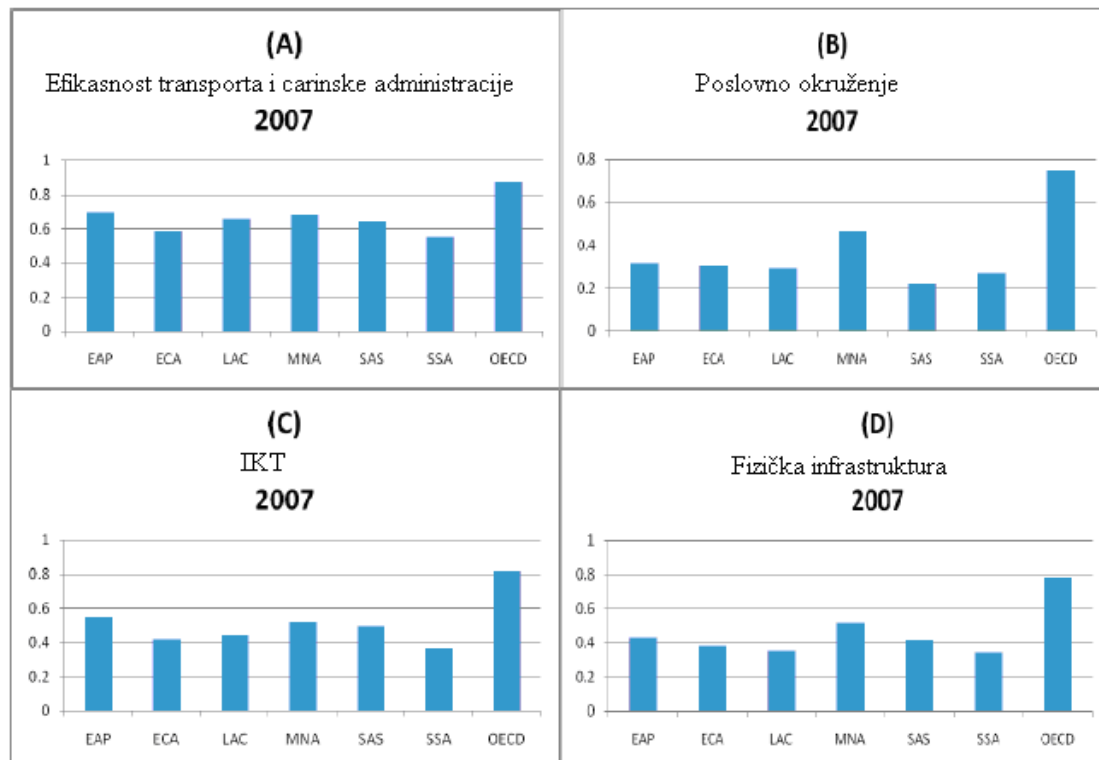 (A)
Efikasnost transporta i carinske administracije
2007
1
0.8
0.6
0.4
0.2
0
EAP ECA LAC MNA SAS SSA OECD
(B)
Poslovno okruženje
2007
0.8
0.6
0.4
0.2
0
EAP ECA LAC MNA SAS SSA OECD
(C)
IKT
2007
1
0.8
0.6
0.4
0.2
0
EAP ECA LAC MNA SAS SSA OECD
(D)
Fizička infrastruktura
2007
1
0.8
0.6
0.4
0.2
0
EAP ECA LAC MNA SAS SSA OECD